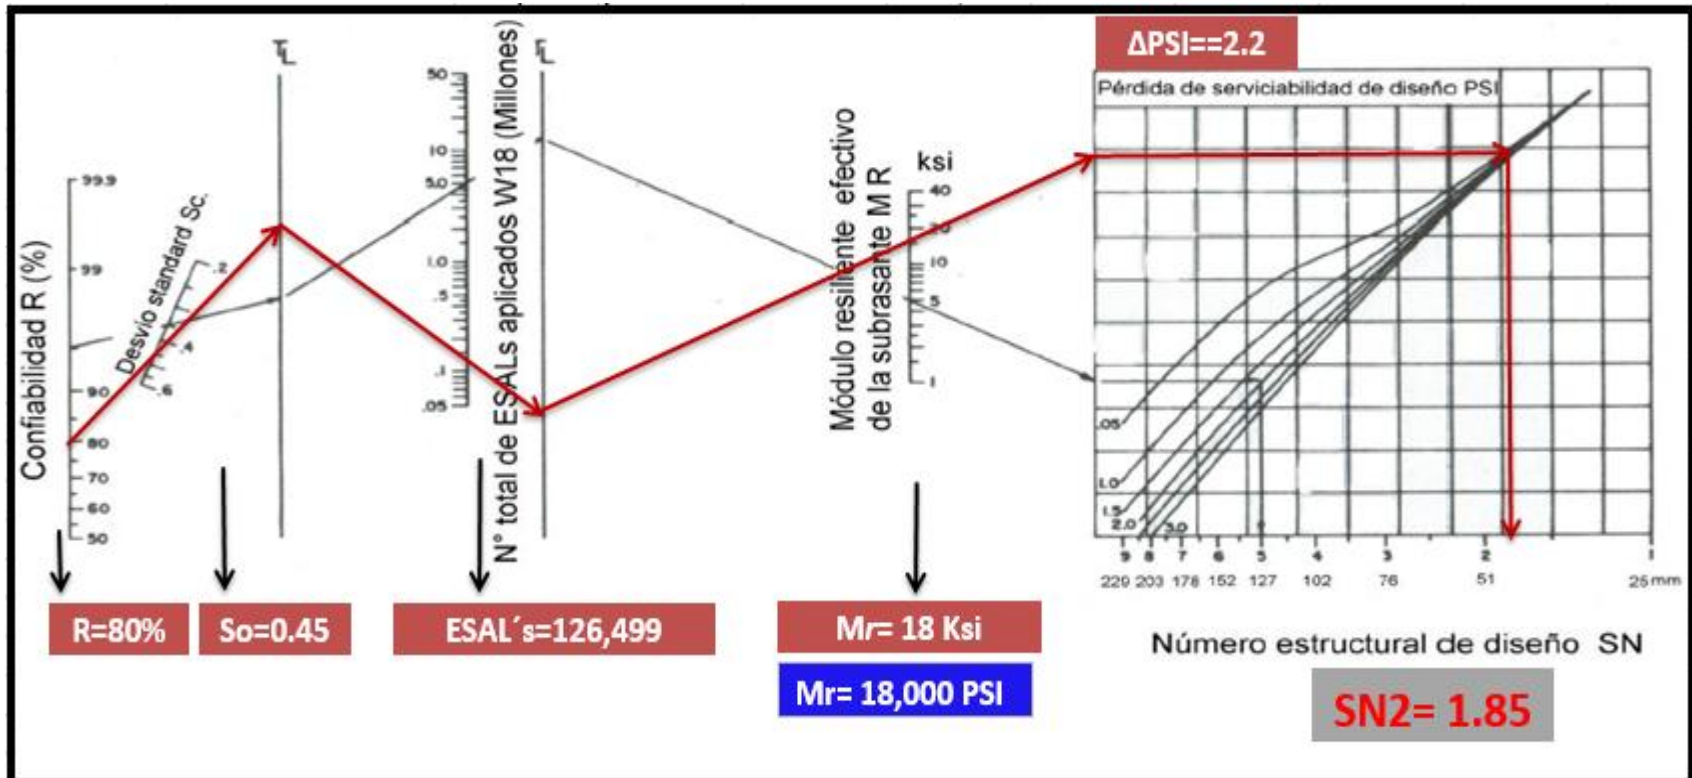 TL
TL
ΔPSI==2.2
Pérdida de serviciabilidad de diseño PSI
Confiabilidad R (%)
99.9
99
90
80
70
60
50
Desvio standard Sc.
.2
.4
.6
N° total de ESALs aplicados W18 (Millones)
50
10
5.0
1.0
.5
.1
.05
Módulo resiliente efectivo
de la subrasante M R
ksi
40
20
10
5
1
.05
1.0
1.5
2.0
3.0
9 8 7 6 5 4 3 2 1
229 203 178 152 127 102 76 51 25 mm
R=80%
So=0.45
ESAL´s=126,499
Mr= 18 Ksi
Mr= 18,000 PSI
Número estructural de diseño SN
SN2= 1.85